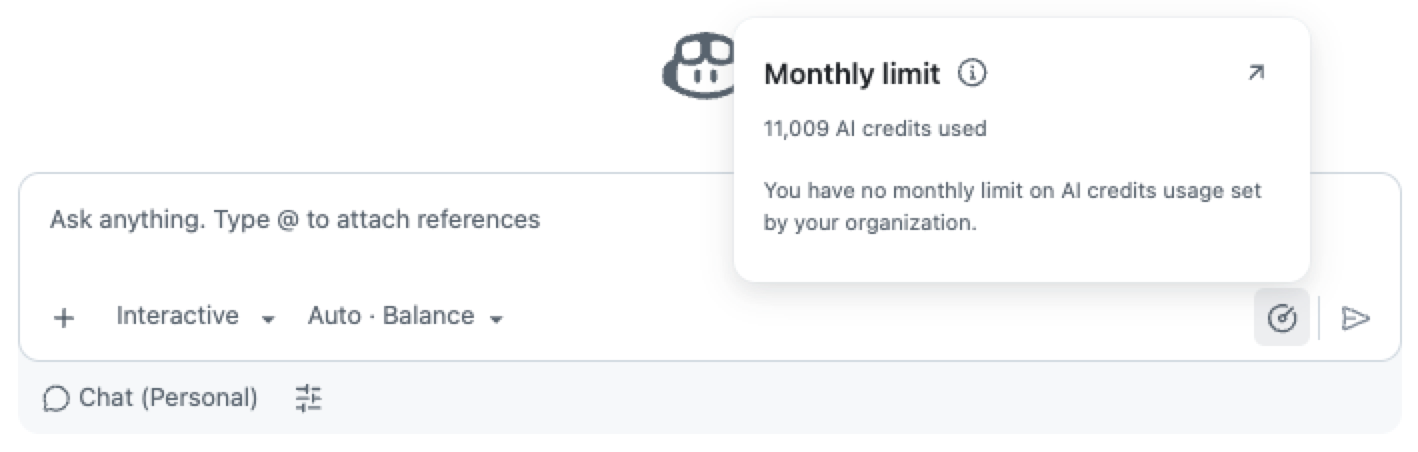 Monthly limit
11,009 AI credits used
You have no monthly limit on AI credits usage set
by your organization.
Ask anything. Type @ to attach references
Interactive
Auto · Balance
Chat (Personal)